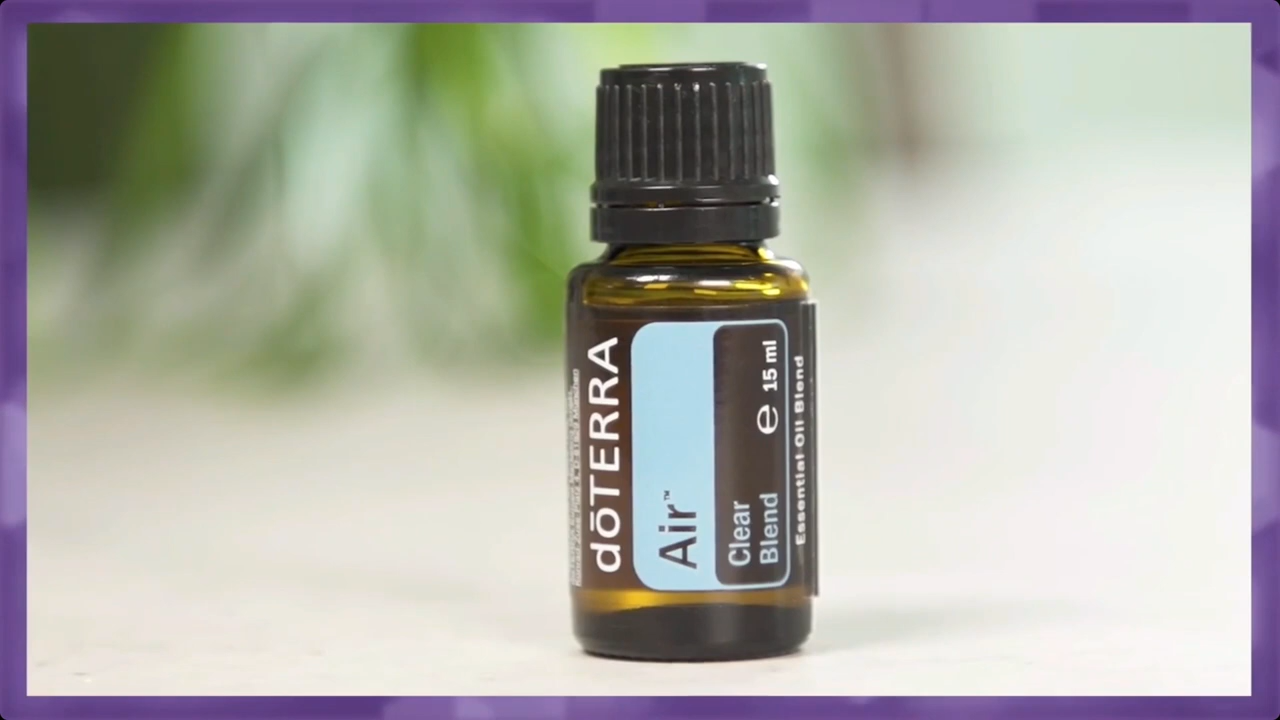 dōTERRA
Air™
Clear
Blend
℮ 15 ml
Essential Oil Blend